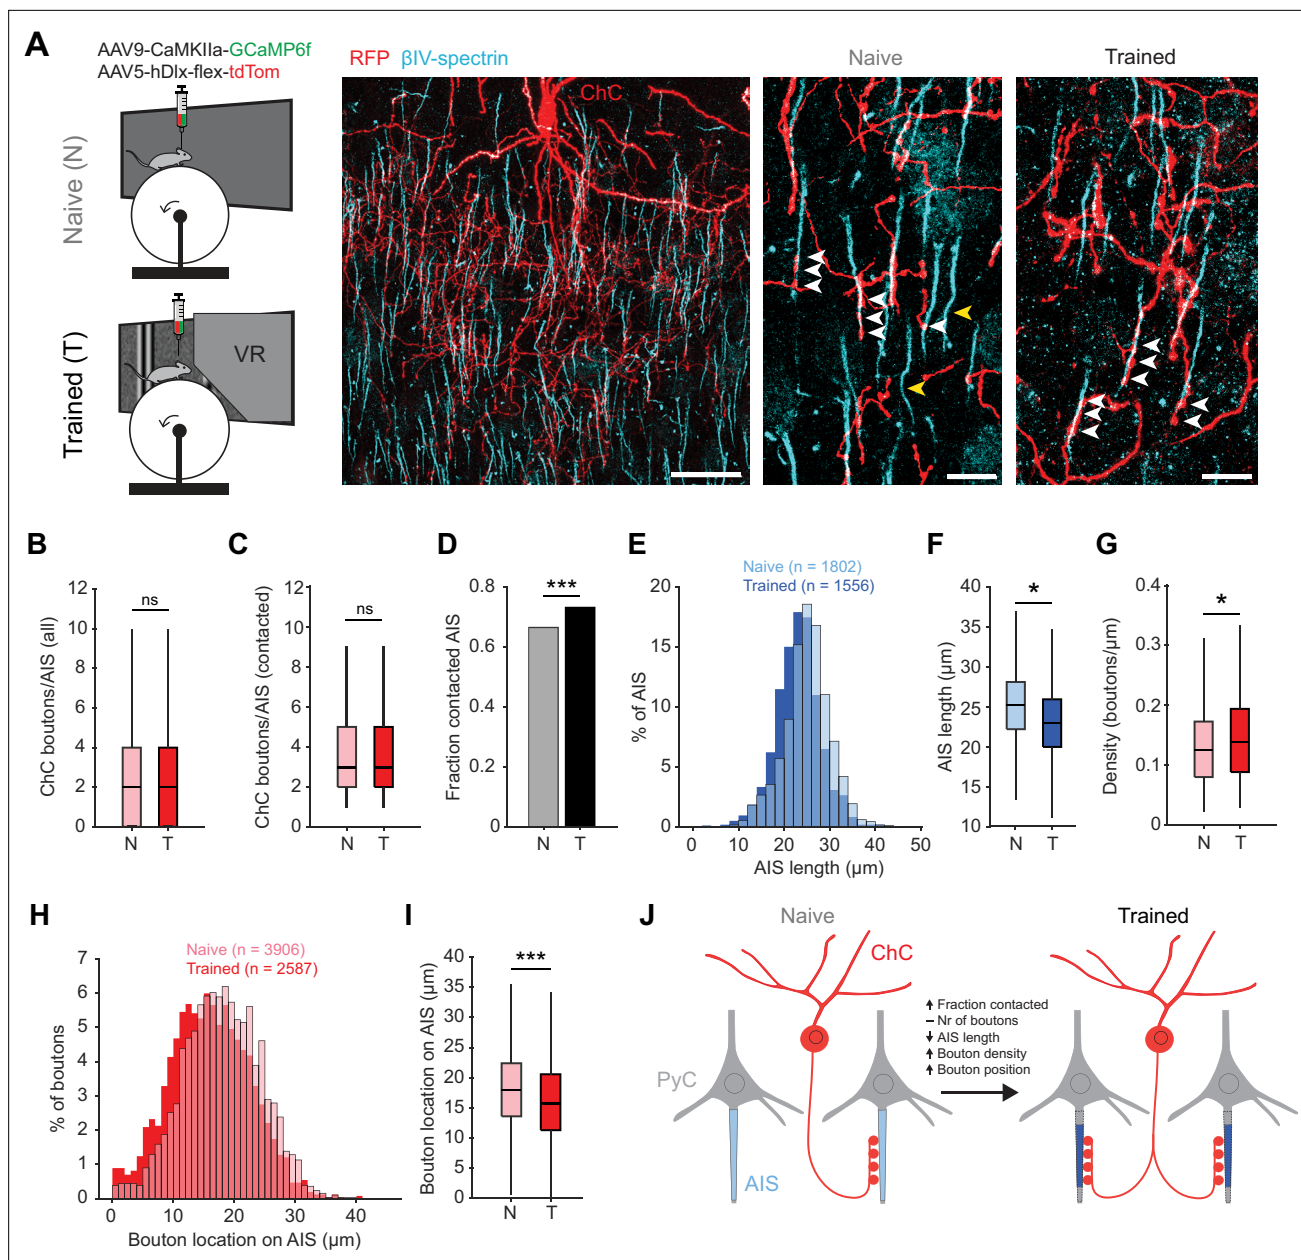 A
AAV9-CaMKIIa-GCaMP6f
AAV5-hDlx-flex-tdTom
Naive (N)
Trained (T)
VR
RFP βIV-spectrin
ChC
Naive
Trained
B
ChC boutons/AIS (all)
12
10
8
6
4
2
0
ns
N T
C
ChC boutons/AIS (contacted)
12
10
8
6
4
2
0
ns
N T
D
Fraction contacted AIS
0.8
0.6
0.4
0.2
0
***
N T
E
Naive (n = 1802)
Trained (n = 1556)
% of AIS
20
15
10
5
0
0 10 20 30 40 50
AIS length (µm)
F
AIS length (µm)
40
35
30
25
20
15
10
*
N T
G
Density (boutons/µm)
0.4
0.3
0.2
0.1
0
*
N T
H
Naive (n = 3906)
Trained (n = 2587)
% of boutons
7
6
5
4
3
2
1
0
0 10 20 30 40
Bouton location on AIS (µm)
I
Bouton location on AIS (µm)
40
35
30
25
20
15
10
5
0
***
N T
J
Naive
Trained
ChC
PyC
AIS
Fraction contacted
Nr of boutons
AIS length
Bouton density
Bouton position